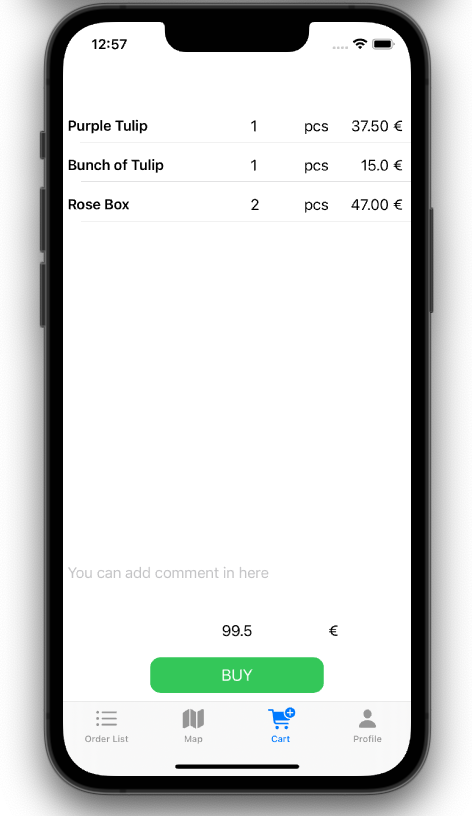 12:57
Purple Tulip 1 pcs 37.50 €
Bunch of Tulip 1 pcs 15.0 €
Rose Box 2 pcs 47.00 €
You can add comment in here
99.5 €
BUY
Order List Map Cart Profile